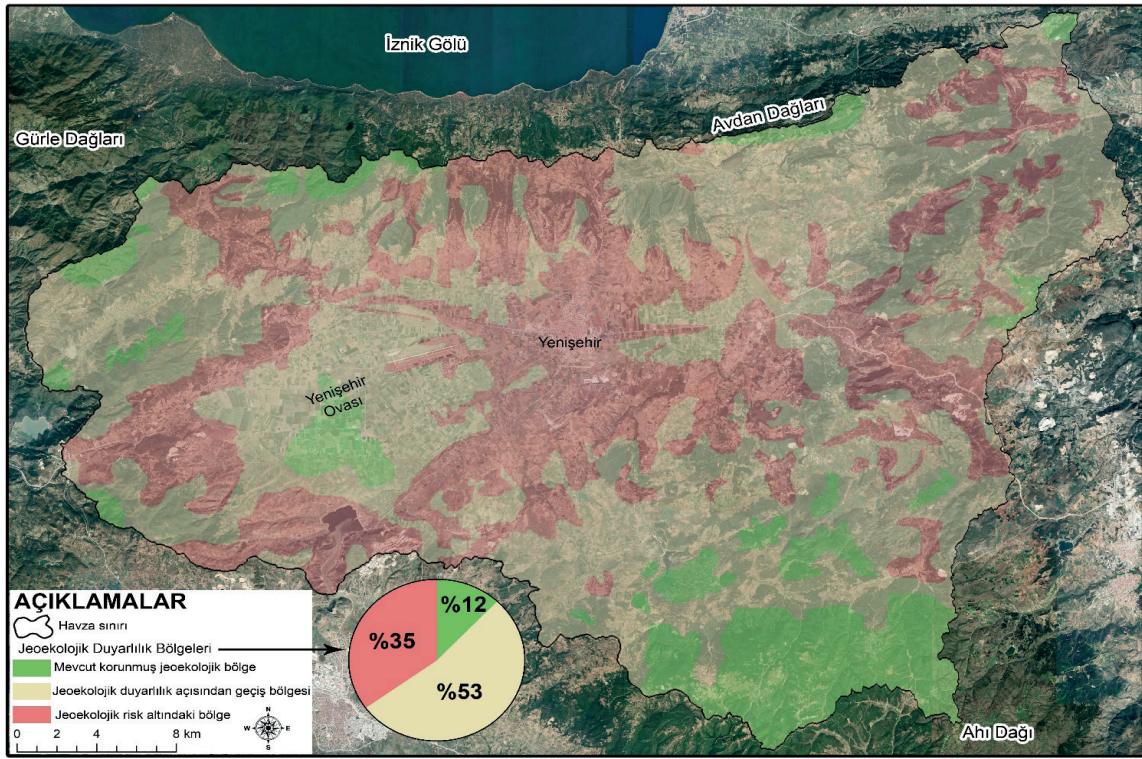 İznik Gölü
Avdan Dağları
Gürle Dağları
Yenişehir
Yenişehir
Ovası
AÇIKLAMALAR
Havza sınırı
Jeoekolojik Duyarlılık Bölgeleri
Mevcut korunmuş jeoekolojik bölge
Jeoekolojik duyarlılık açısından geçiş bölgesi
Jeoekolojik risk altındaki bölge
0 2 4 8 km
N
W E
S
%12
%35
%53
Ahı Dağı